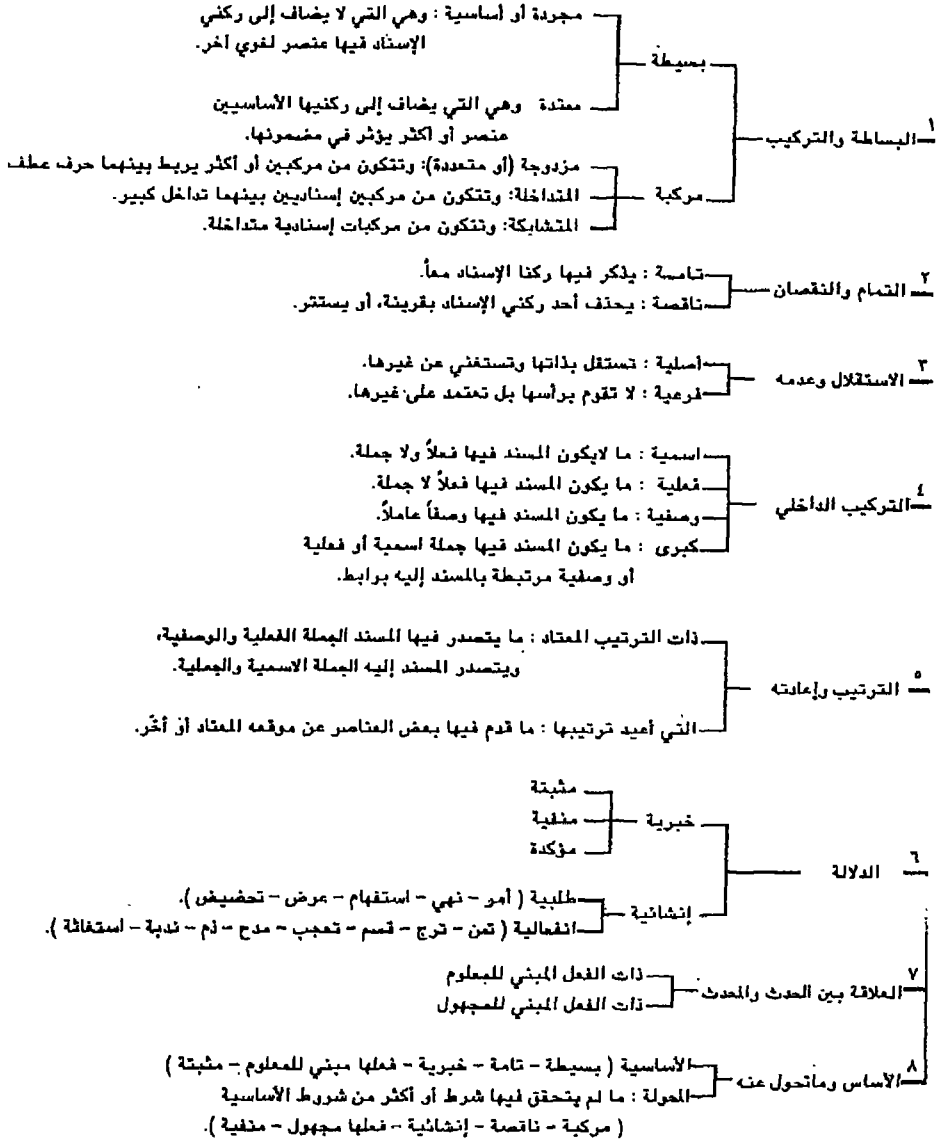 مجردة أو أساسية : وهي التي لا يضاف إلى ركني
الإسناد فيها عنصر لغوي آخر.
بسيطة
ممتدة وهي التي يضاف إلى ركنيها الأساسيين
عنصر أو أكثر يؤثر في مضمونها.
١ البساطة والتركيب
مزدوجة (أو متعددة): وتتكون من مركبين أو أكثر يربط بينهما حرف عطف
مركبة
المتداخلة: وتتكون من مركبين إسناديين بينهما تداخل كبير.
المتشابكة: وتتكون من مركبات إسنادية متداخلة.
٢ التمام والنقصان
تامة : يذكر فيها ركنا الإسناد معاً.
ناقصة : يحذف أحد ركني الإسناد بقرينة، أو يستتر.
٣ الاستقلال وعدمه
أصلية : تستقل بذاتها وتستغني عن غيرها.
فرعية : لا تقوم برأسها بل تعتمد على غيرها.
٤ التركيب الداخلي
اسمية : ما لايكون المسند فيها فعلاً ولا جملة.
فعلية : ما يكون المسند فيها فعلاً لا جملة.
وصفية : ما يكون المسند فيها وصفاً عاملاً.
كبرى : ما يكون المسند فيها جملة اسمية أو فعلية
أو وصفية مرتبطة بالمسند إليه برابط.
٥ الترتيب وإعادته
ذات الترتيب المعتاد : ما يتصدر فيها المسند الجملة الفعلية والوصفية،
ويتصدر المسند إليه الجملة الاسمية والجملية.
التي أعيد ترتيبها : ما قدم فيها بعض العناصر عن موقعه المعتاد أو أخّر.
٦ الدلالة
خبرية
مثبتة
منفية
مؤكدة
إنشائية
طلبية ( أمر – نهي – استفهام – عرض – تحضيض ).
انفعالية ( تمن – ترج – قسم – تعجب – مدح – ذم – ندبة – استغاثة ).
٧ العلاقة بين الحدث والمحدث
ذات الفعل المبني للمعلوم
ذات الفعل المبني للمجهول
٨ الأساس وماتحول عنه
الأساسية ( بسيطة – تامة – خبرية – فعلها مبني للمعلوم – مثبتة )
المحولة : ما لم يتحقق فيها شرط أو أكثر من شروط الأساسية
( مركبة – ناقصة – إنشائية – فعلها مجهول – منفية ).